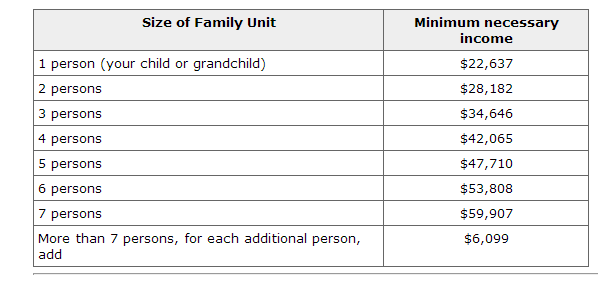 Size of Family Unit
Minimum necessary
income
1 person (your child or grandchild)
$22,637
2 persons
$28,182
3 persons
$34,646
4 persons
$42,065
5 persons
$47,710
6 persons
$53,808
7 persons
$59,907
More than 7 persons, for each additional person,
add
$6,099